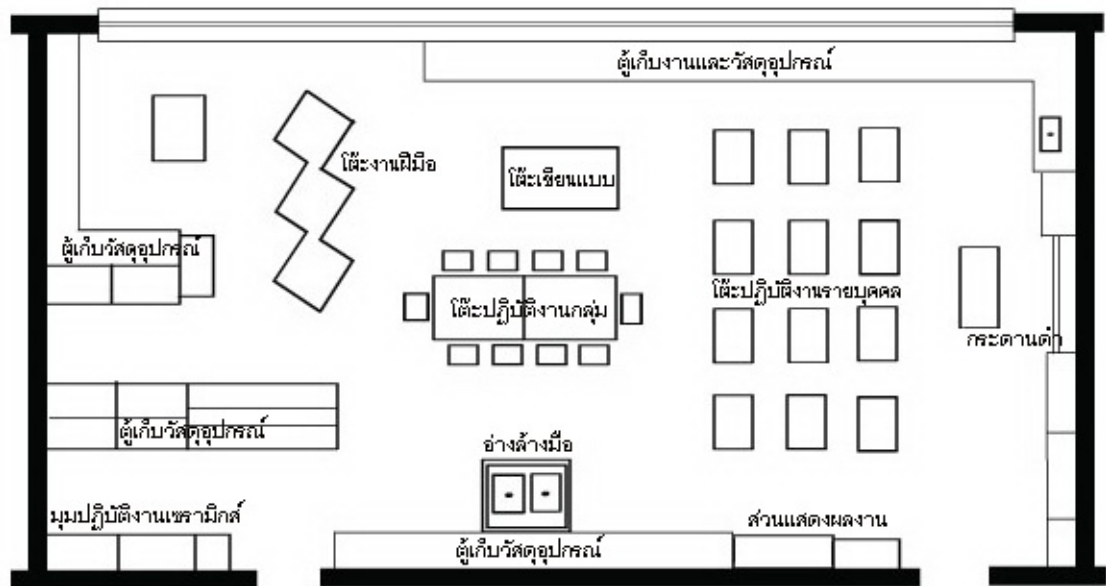 ตู้เก็บงานและวัสดุอุปกรณ์
โต๊ะงานฝีมือ
โต๊ะเขียนแบบ
ตู้เก็บวัสดุอุปกรณ์
โต๊ะปฏิบัติงานกลุ่ม
โต๊ะปฏิบัติงานรายบุคคล
กระดานดำ
ตู้เก็บวัสดุอุปกรณ์
อ่างล้างมือ
มุมปฏิบัติงานเซรามิกส์
ส่วนแสดงผลงาน
ตู้เก็บวัสดุอุปกรณ์